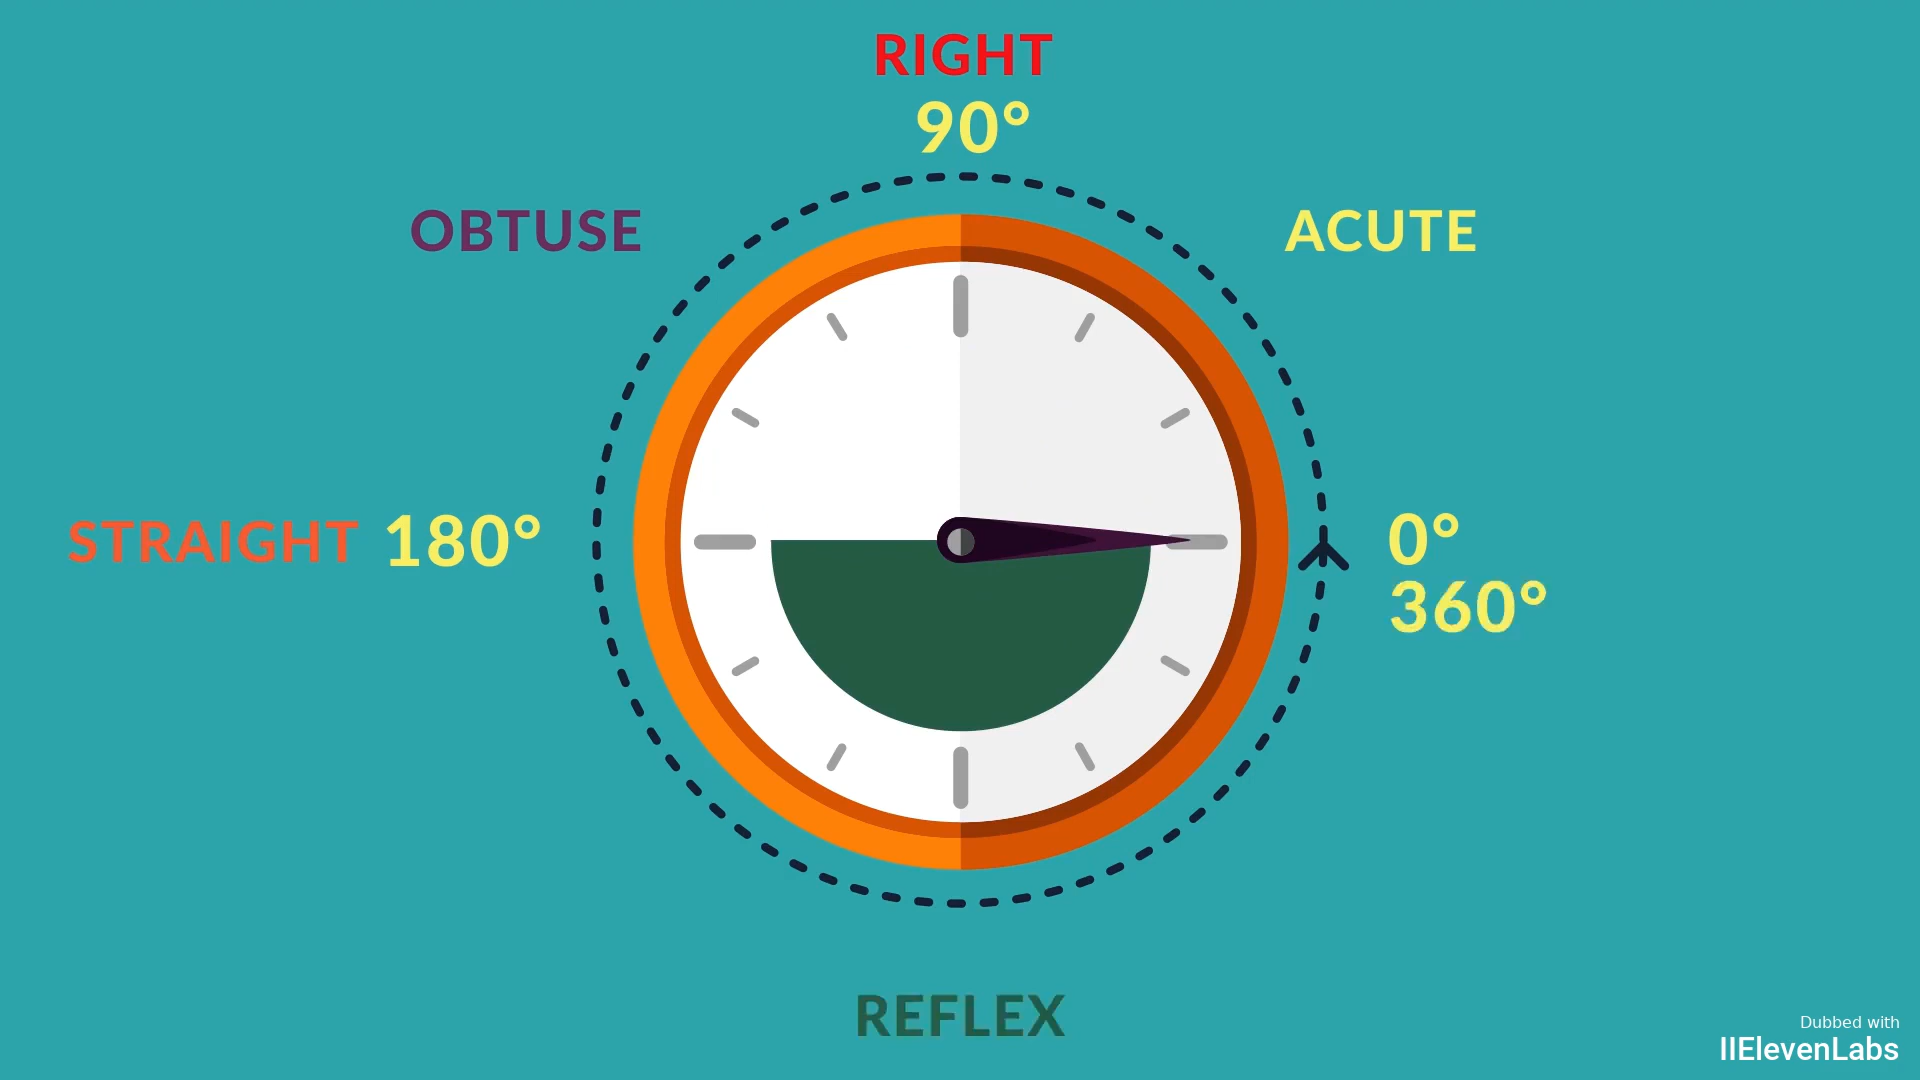 RIGHT
90°
OBTUSE
ACUTE
STRAIGHT 180°
0°
360°
REFLEX
Dubbed with
IIElevenLabs